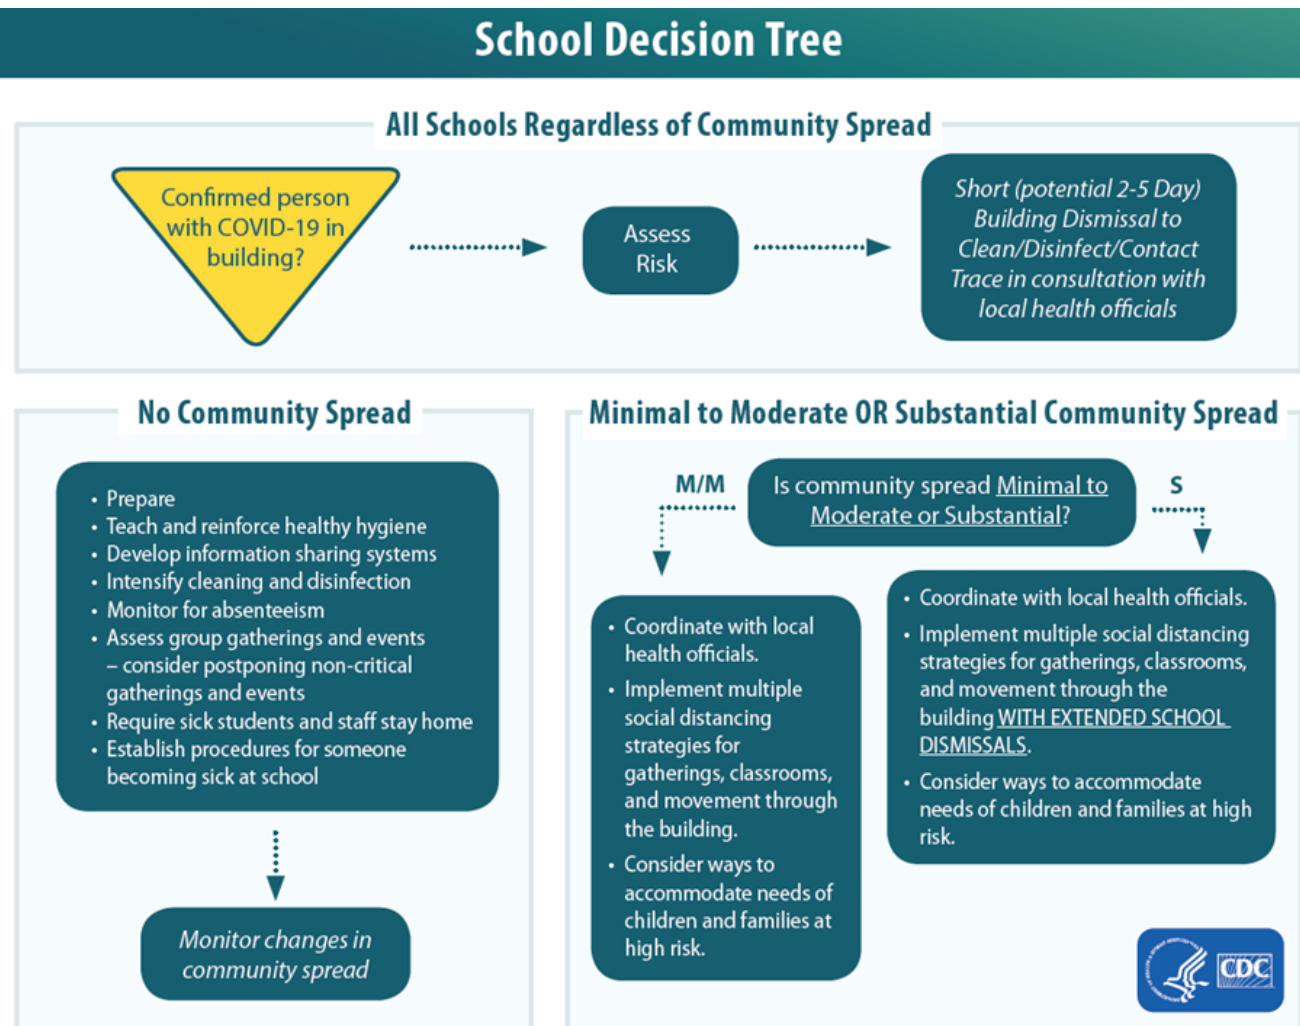 School Decision Tree
All Schools Regardless of Community Spread
Confirmed person
with COVID-19 in
building?
Assess
Risk
Short (potential 2-5 Day)
Building Dismissal to
Clean/Disinfect/Contact
Trace in consultation with
local health officials
No Community Spread
• Prepare
• Teach and reinforce healthy hygiene
• Develop information sharing systems
• Intensify cleaning and disinfection
• Monitor for absenteeism
• Assess group gatherings and events
– consider postponing non-critical
gatherings and events
• Require sick students and staff stay home
• Establish procedures for someone
becoming sick at school
Monitor changes in
community spread
Minimal to Moderate OR Substantial Community Spread
M/M
Is community spread Minimal to
Moderate or Substantial?
S
• Coordinate with local
health officials.
• Implement multiple
social distancing
strategies for
gatherings, classrooms,
and movement through
the building.
• Consider ways to
accommodate needs of
children and families at
high risk.
• Coordinate with local health officials.
• Implement multiple social distancing
strategies for gatherings, classrooms,
and movement through the
building WITH EXTENDED SCHOOL
DISMISSALS.
• Consider ways to accommodate
needs of children and families at high
risk.
CDC